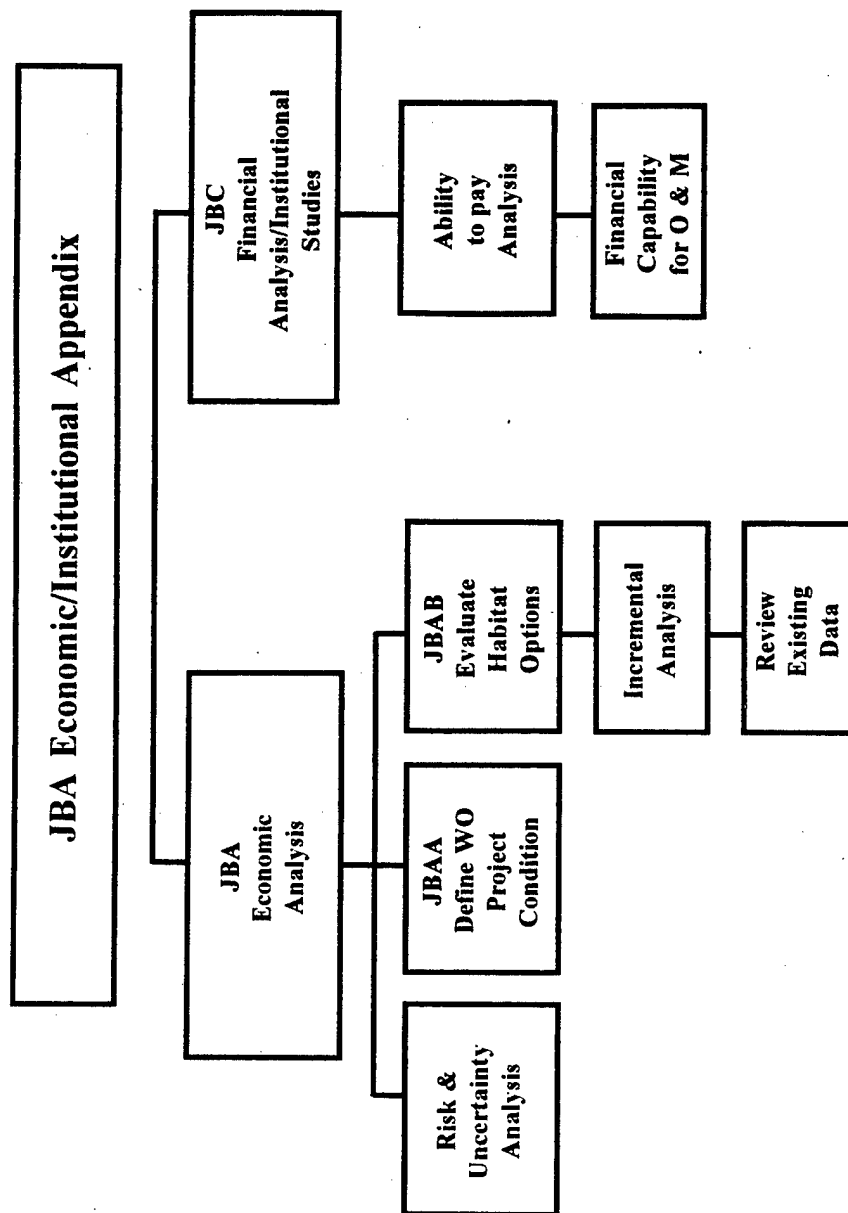 JBA Economic/Institutional Appendix
JBA
Economic
Analysis
JBC
Financial
Analysis/Institutional
Studies
Risk &
Uncertainty
Analysis
JBAA
Define WO
Project
Condition
JBAB
Evaluate
Habitat
Options
Ability
to pay
Analysis
Incremental
Analysis
Financial
Capability
for O & M
Review
Existing
Data